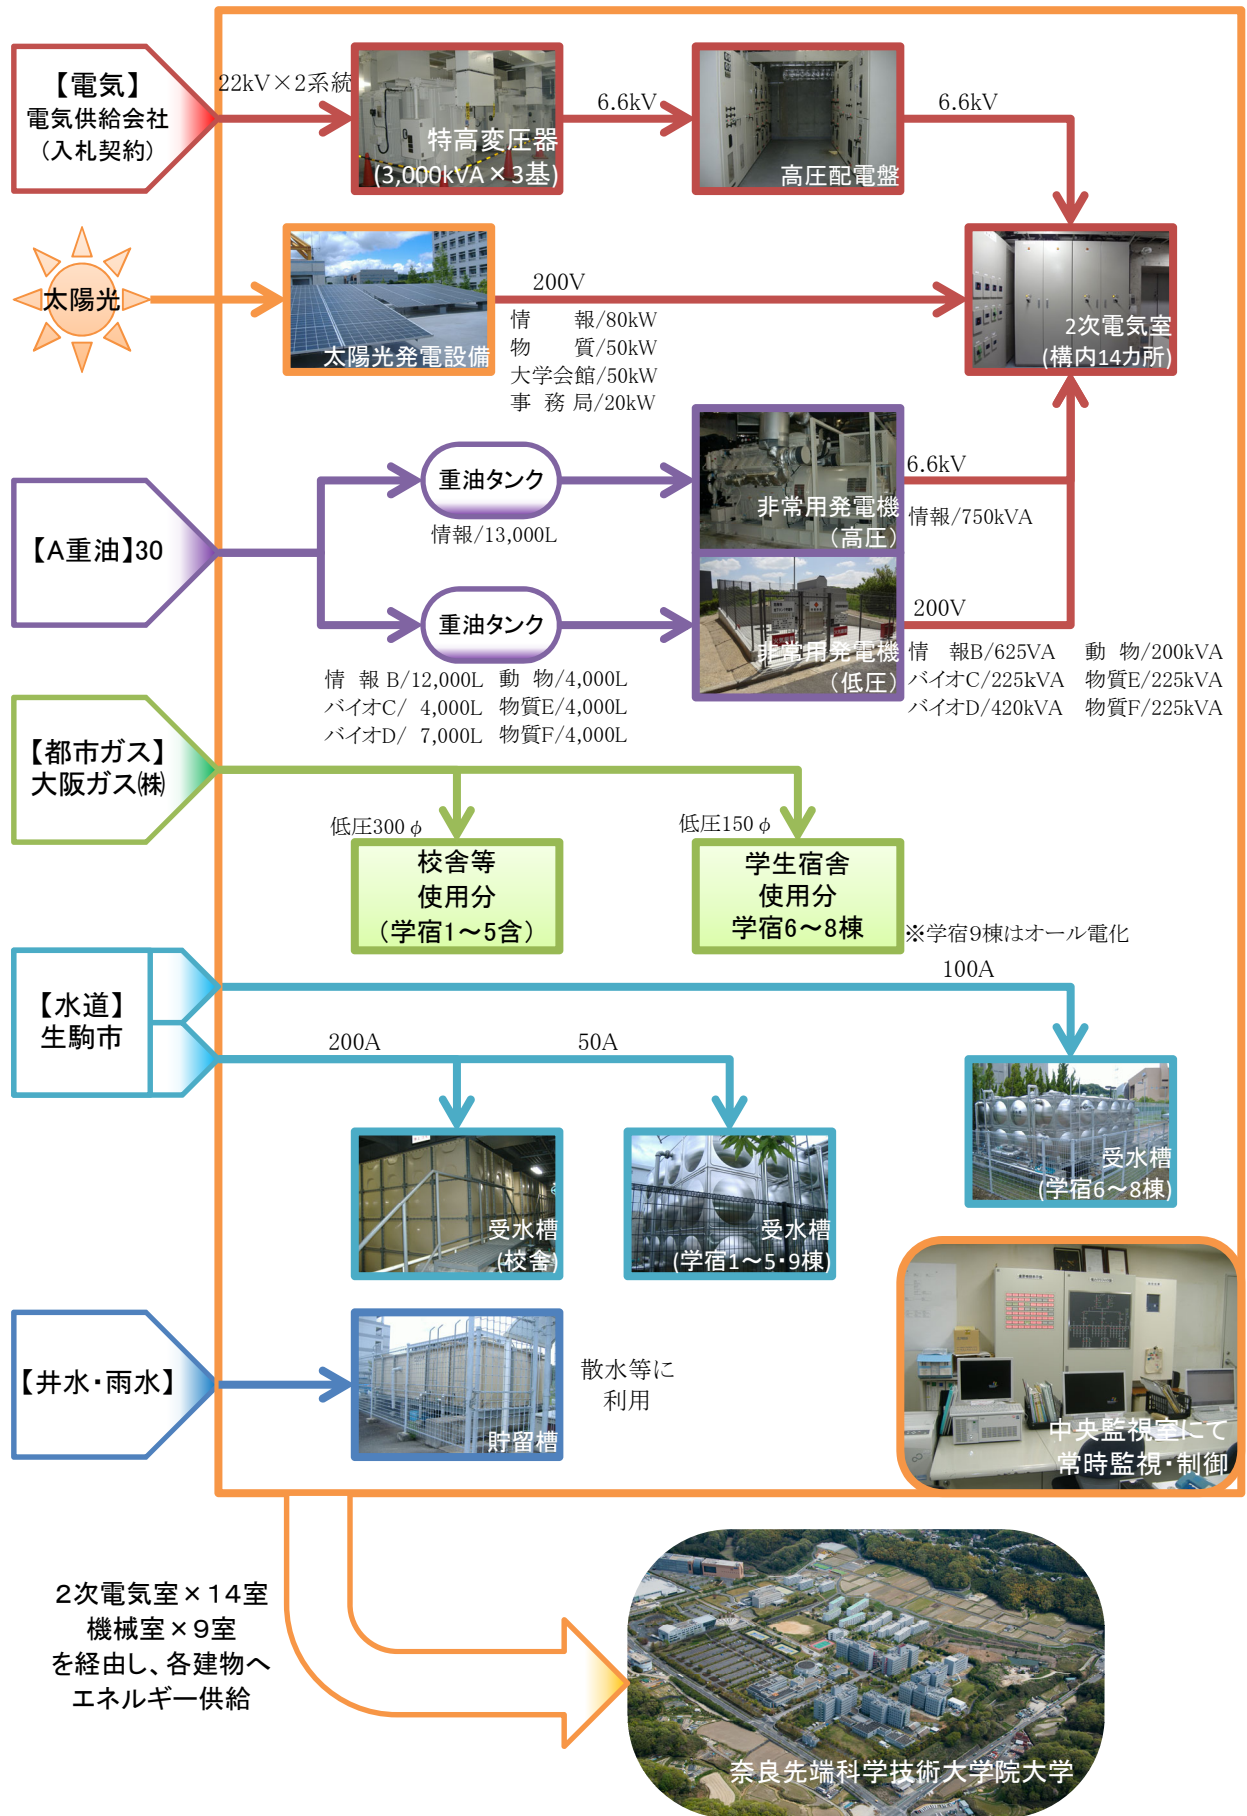 【電気】
電気供給会社
(入札契約)
22kV×2系統
特高変圧器
(3,000kVA×3基)
6.6kV
高圧配電盤
6.6kV
太陽光
太陽光発電設備
200V
情　　報/80kW
物　　質/50kW
大学会館/50kW
事 務 局/20kW
2次電気室
(構内14カ所)
【A重油】30
重油タンク
情報/13,000L
非常用発電機
（高圧）
6.6kV
情報/750kVA
重油タンク
情 報 B/12,000L 動 物/4,000L
バイオC/ 4,000L 物質E/4,000L
バイオD/ 7,000L 物質F/4,000L
非常用発電機
（低圧）
200V
情 報B/625VA 動 物/200kVA
バイオC/225kVA 物質E/225kVA
バイオD/420kVA 物質F/225kVA
【都市ガス】
大阪ガス㈱
低圧300φ
校舎等
使用分
（学宿1～5含）
低圧150φ
学生宿舎
使用分
学宿6～8棟
※学宿9棟はオール電化
【水道】
生駒市
100A
200A
50A
受水槽
(校舎)
受水槽
(学宿1～5・9棟)
受水槽
(学宿6～8棟)
【井水・雨水】
貯留槽
散水等に
利用
中央監視室にて
常時監視・制御
2次電気室×14室
機械室×9室
を経由し、各建物へ
エネルギー供給
奈良先端科学技術大学院大学